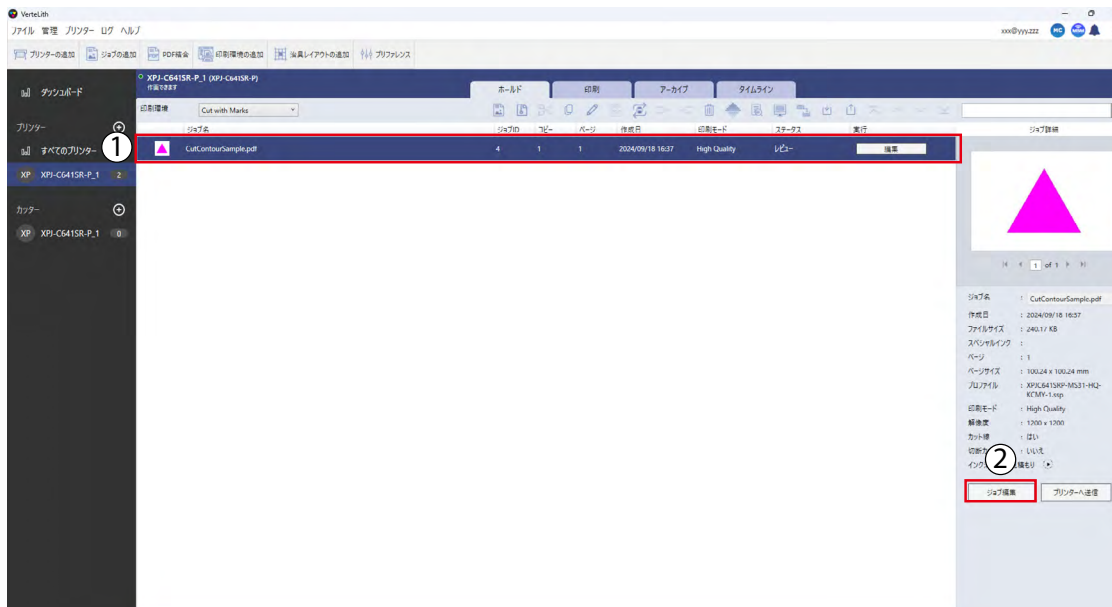 VerteLith
ファイル 管理 プリンター ログ ヘルプ
xxx@yyy.zzz MC
プリンターの追加 ジョブの追加 PDF結合 印刷環境の追加 治具レイアウトの追加 プリファレンス
ダッシュボード
XPJ-C641SR-P_1 (XPJ-C641SR-P)
作画できます
ホールド 印刷 アーカイブ タイムライン
印刷環境 Cut with Marks
プリンター
ジョブ名 ジョブID コピー ページ 作成日 印刷モード ステータス 実行 ジョブ詳細
すべてのプリンター
1
CutContourSample.pdf 4 1 1 2024/09/18 16:37 High Quality レビュー 編集
XP XPJ-C641SR-P_1 2
カッター
XP XPJ-C641SR-P_1 0
1 of 1
ジョブ名 : CutContourSample.pdf
作成日 : 2024/09/18 16:37
ファイルサイズ : 240.17 KB
スペシャルインク :
ページ : 1
ページサイズ : 100.24 x 100.24 mm
プロファイル : XPJC641SRP-MS31-HQ-KCMY-1.ssp
印刷モード : High Quality
解像度 : 1200 x 1200
カット線 : はい
切断 : いいえ
2
インク 積もり
ジョブ編集 プリンターへ送信